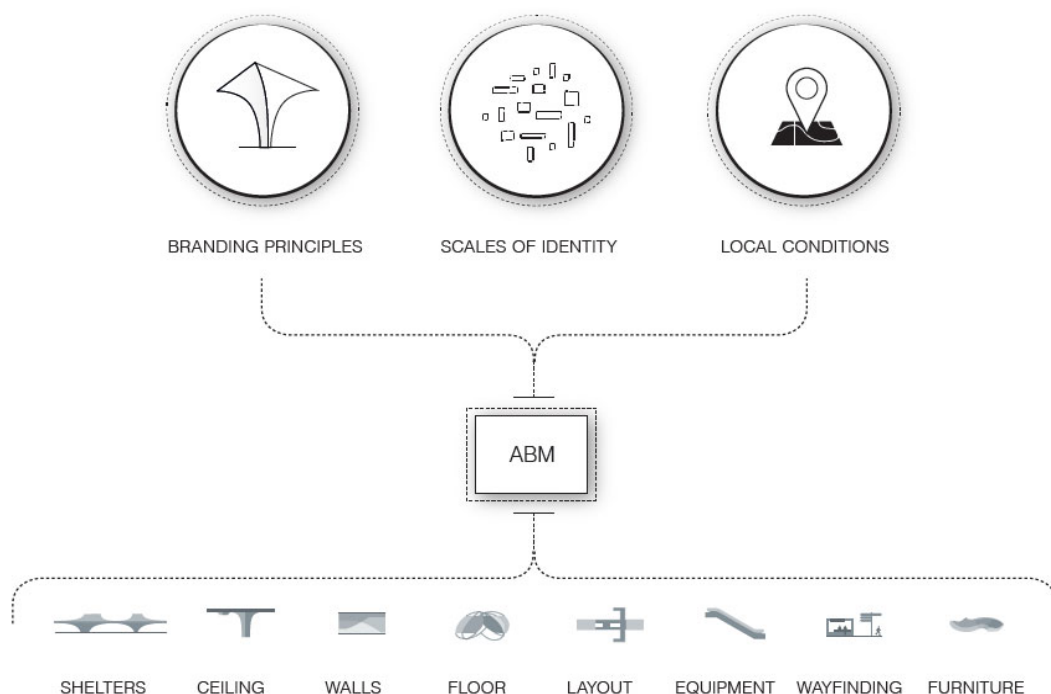 BRANDING PRINCIPLES
SCALES OF IDENTITY
LOCAL CONDITIONS
ABM
SHELTERS
CEILING
WALLS
FLOOR
LAYOUT
EQUIPMENT
WAYFINDING
FURNITURE